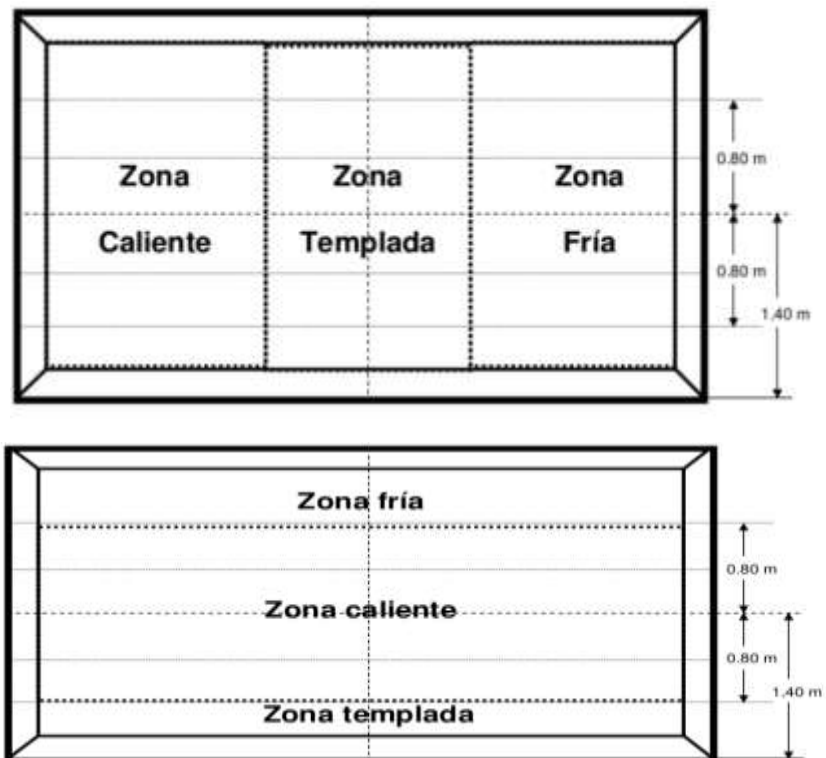 0.80 m
Zona Zona Zona
Caliente Templada Fría
0.80 m
1.40 m
Zona fría
0.80 m
Zona caliente
0.80 m
1.40 m
Zona templada